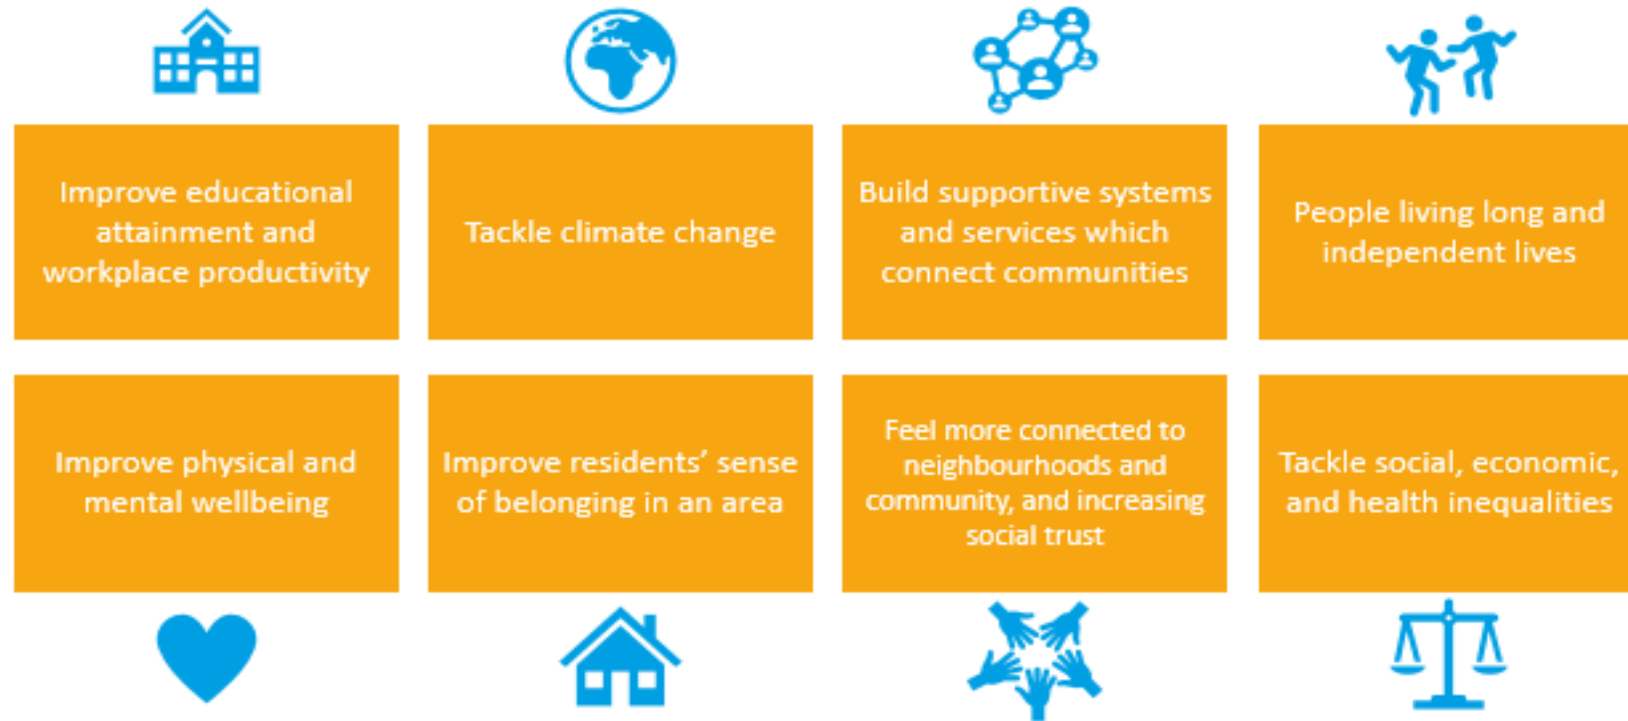 Improve educational
attainment and
workplace productivity
Tackle climate change
Build supportive systems
and services which
connect communities
People living long and
independent lives
Improve physical and
mental wellbeing
Improve residents’ sense
of belonging in an area
Feel more connected to
neighbourhoods and
community, and increasing
social trust
Tackle social, economic,
and health inequalities